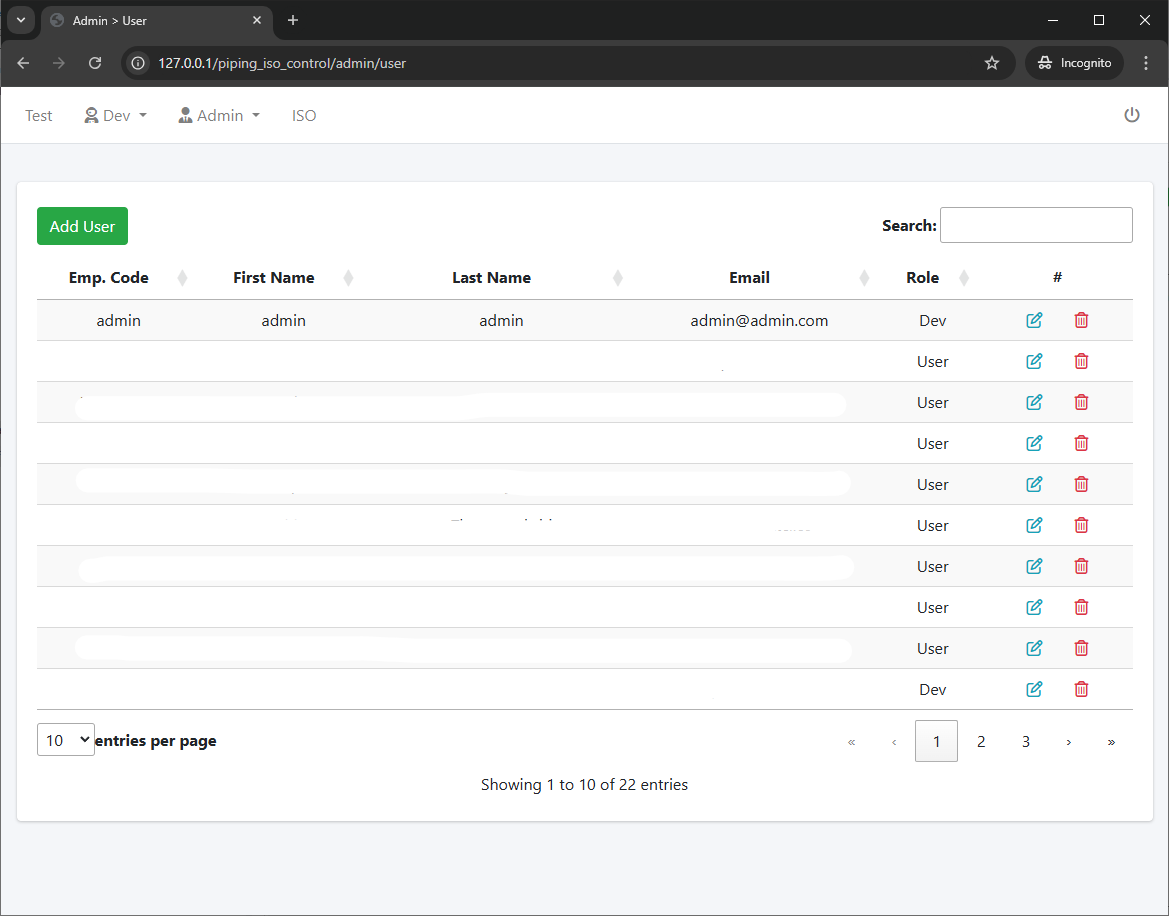 Admin > User
127.0.0.1/piping_iso_control/admin/user
Incognito
Test Dev Admin ISO
Add User Search:
Emp. Code First Name Last Name Email Role #
admin admin admin admin@admin.com Dev
User
User
User
User
User
User
User
User
Dev
10 entries per page « ‹ 1 2 3 › »
Showing 1 to 10 of 22 entries